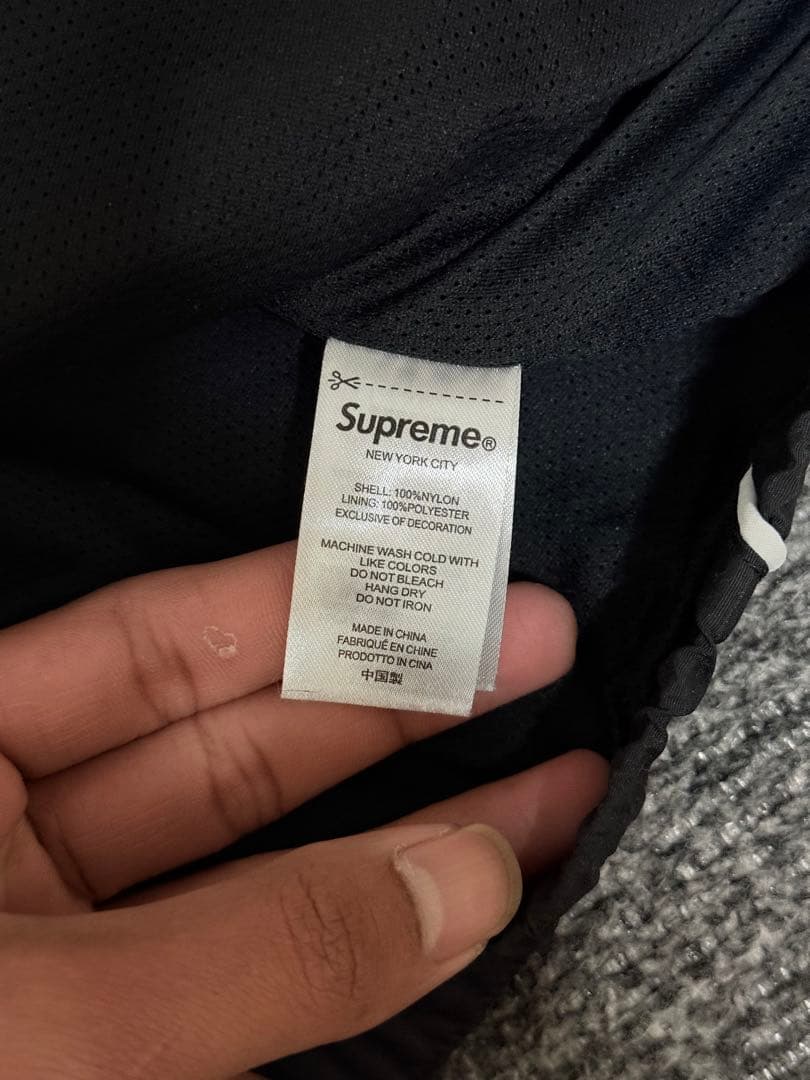 Supreme®
NEW YORK CITY
SHELL: 100%NYLON
LINING: 100%POLYESTER
EXCLUSIVE OF DECORATION
MACHINE WASH COLD WITH
LIKE COLORS
DO NOT BLEACH
HANG DRY
DO NOT IRON
MADE IN CHINA
FABRIQUÉ EN CHINE
PRODOTTO IN CINA
中国製